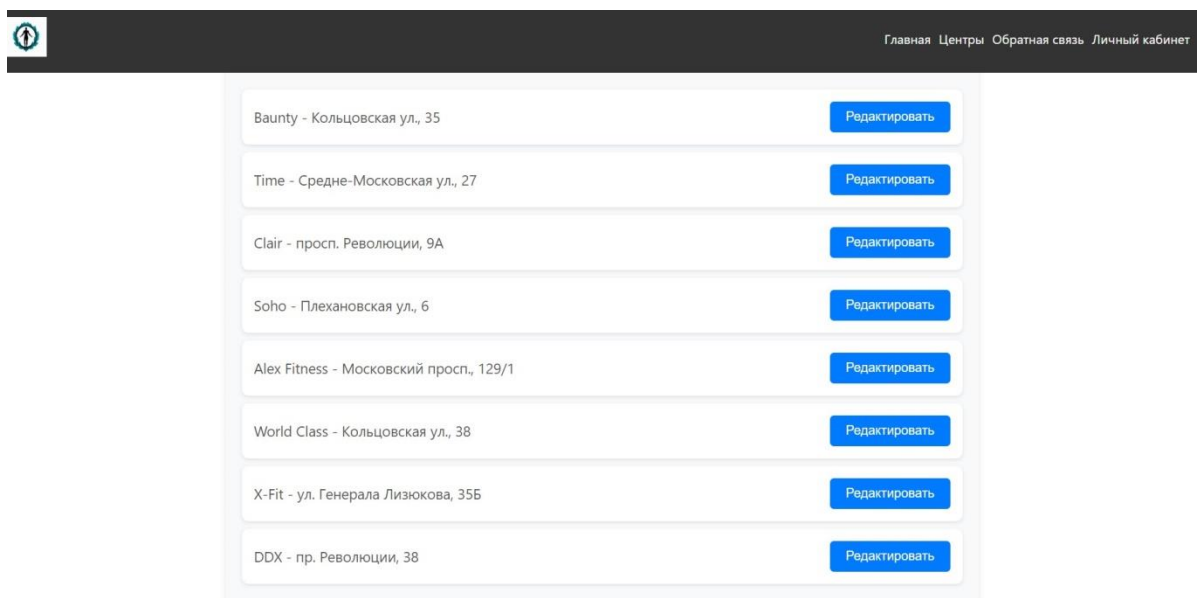 Главная Центры Обратная связь Личный кабинет
Baunty - Кольцовская ул., 35 Редактировать
Time - Средне-Московская ул., 27 Редактировать
Clair - просп. Революции, 9А Редактировать
Soho - Плехановская ул., 6 Редактировать
Alex Fitness - Московский просп., 129/1 Редактировать
World Class - Кольцовская ул., 38 Редактировать
X-Fit - ул. Генерала Лизюкова, 35Б Редактировать
DDX - пр. Революции, 38 Редактировать